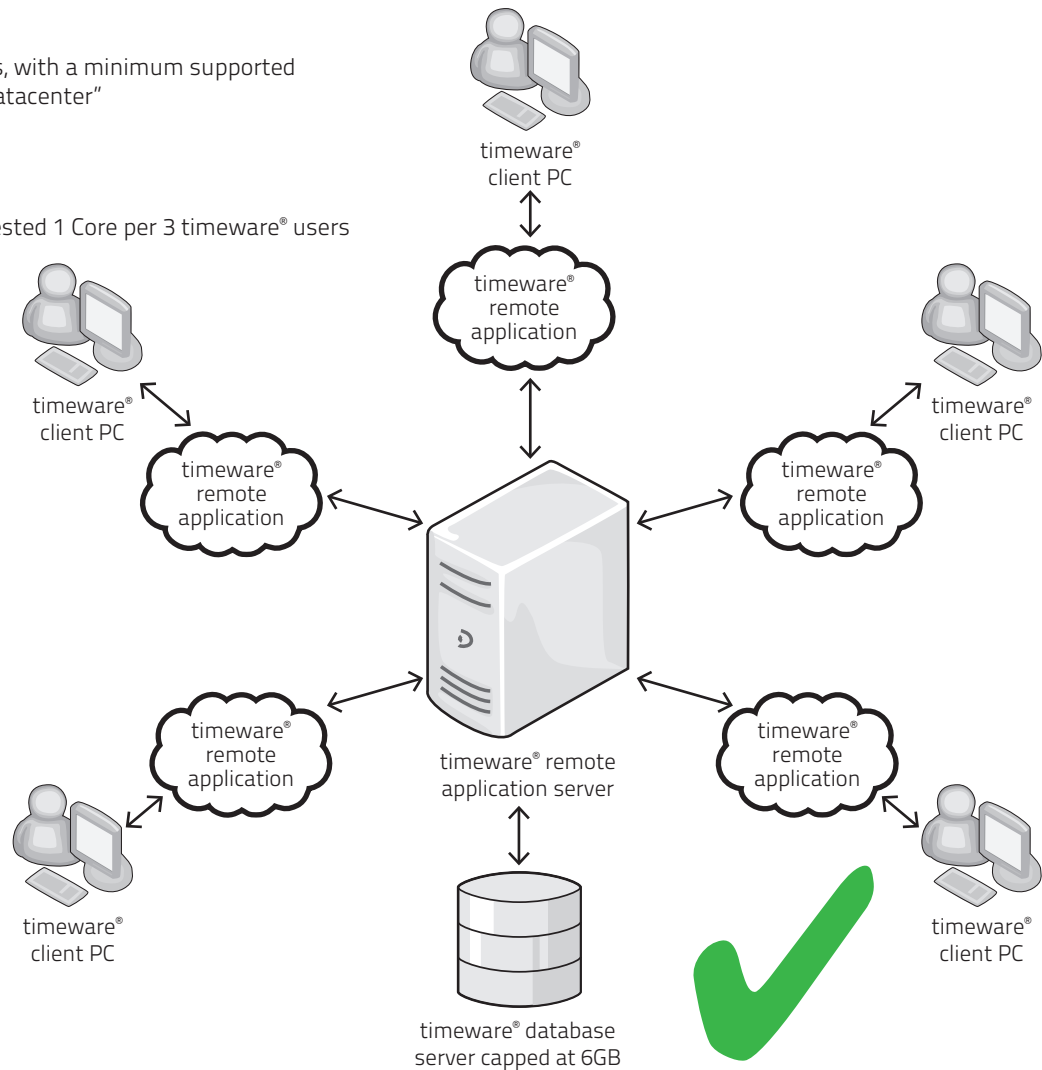 s, with a minimum supported
atacenter”
timeware®
client PC
ested 1 Core per 3 timeware® users
timeware®
remote
application
timeware®
client PC
timeware®
client PC
timeware®
remote
application
timeware®
remote
application
timeware®
remote
application
timeware®
remote
application
timeware® remote
application server
timeware®
client PC
timeware®
client PC
timeware® database
server capped at 6GB